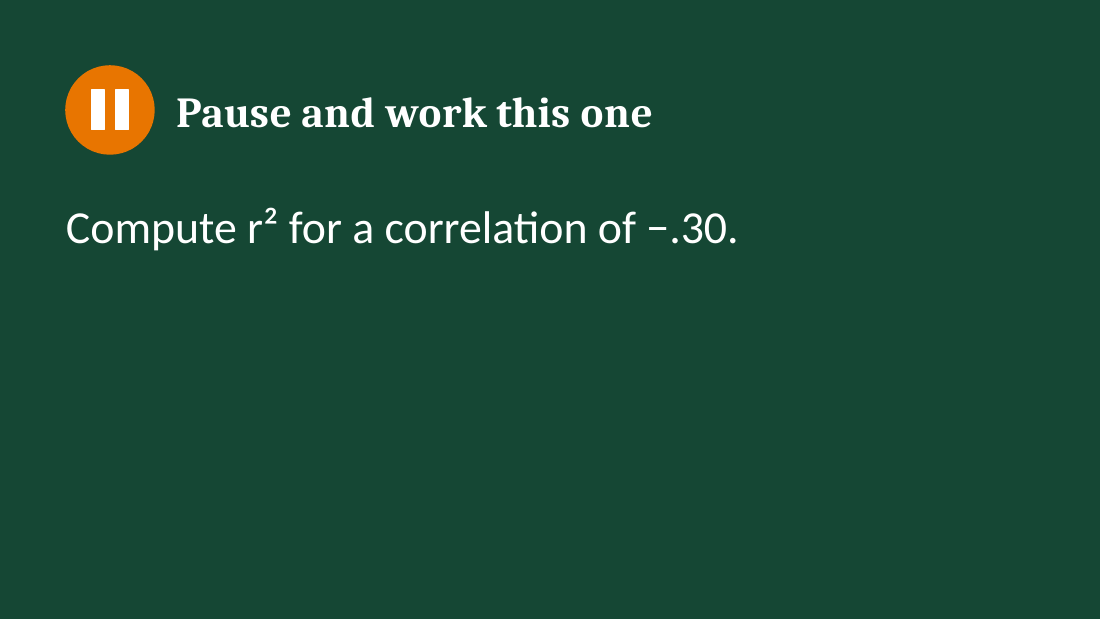 Pause and work this one
Compute r² for a correlation of −.30.